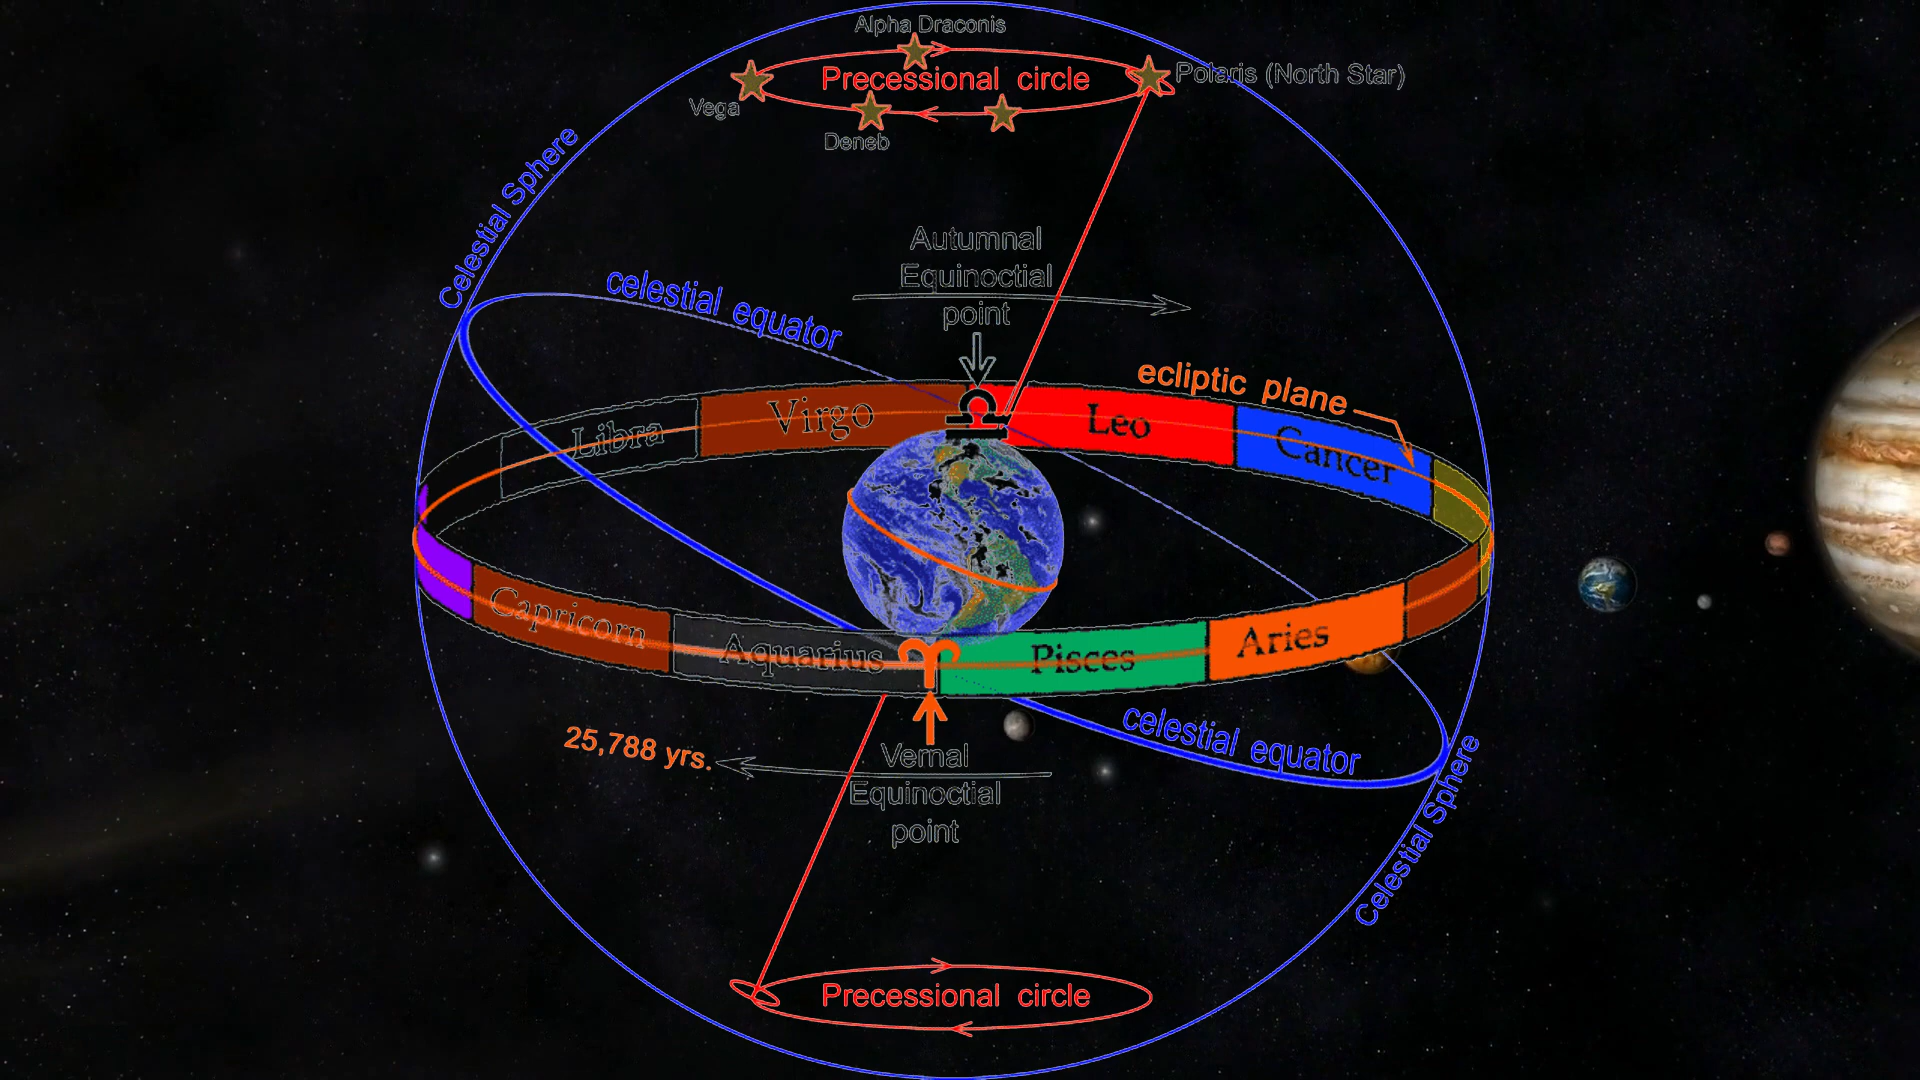 Alpha Draconis
Precessional circle
Polaris (North Star)
Vega
Deneb
Celestial Sphere
Autumnal
Equinoctial
point
celestial equator
ecliptic plane
Libra
Virgo
Leo
Cancer
Capricorn
Aquarius
Pisces
Aries
25,788 yrs.
Vernal
Equinoctial
point
celestial equator
Celestial Sphere
Precessional circle